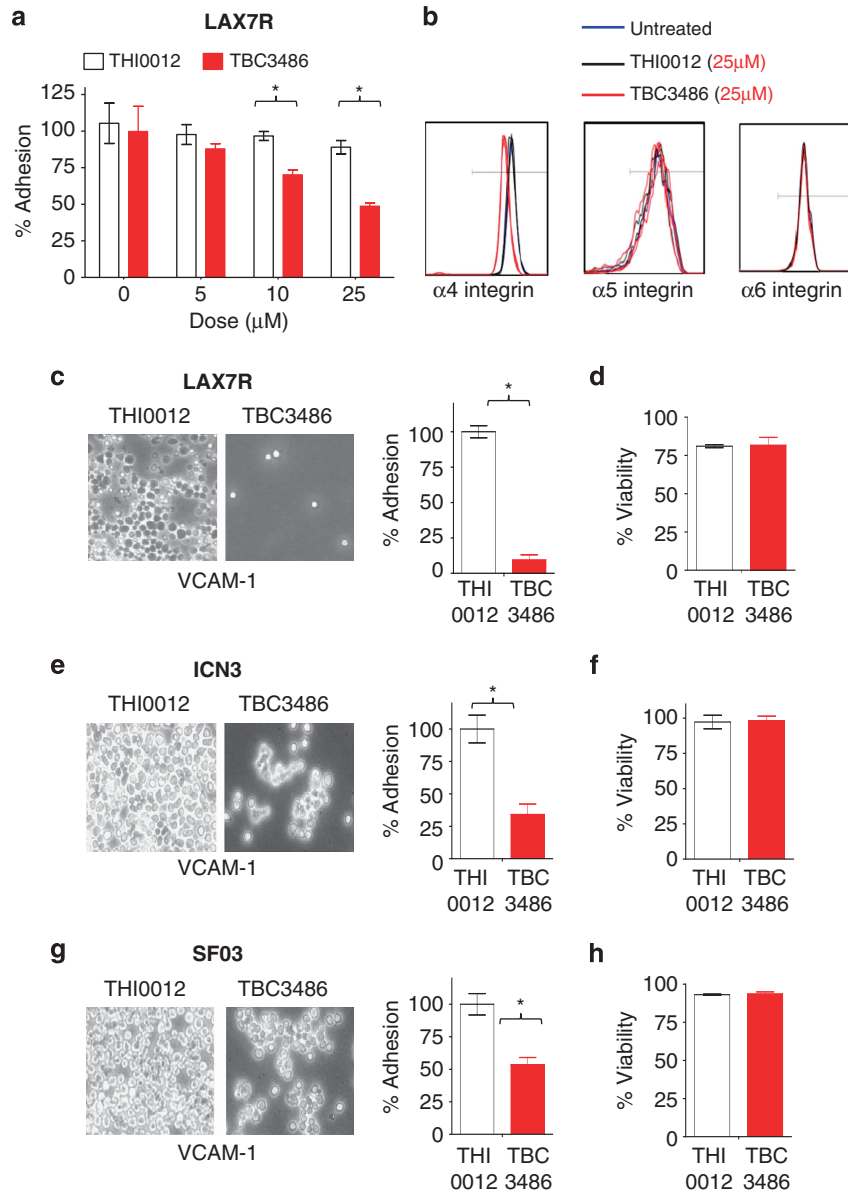 a
LAX7R
THI0012
TBC3486
% Adhesion
125
100
75
50
25
0
*
*
0
5
10
25
Dose (μM)
b
Untreated
THI0012 (25μM)
TBC3486 (25μM)
α4 integrin
α5 integrin
α6 integrin
c
LAX7R
THI0012
TBC3486
VCAM-1
% Adhesion
100
75
50
25
0
*
THI
0012
TBC
3486
d
% Viability
100
75
50
25
0
THI
0012
TBC
3486
e
ICN3
THI0012
TBC3486
VCAM-1
% Adhesion
100
75
50
25
0
*
THI
0012
TBC
3486
f
% Viability
100
75
50
25
0
THI
0012
TBC
3486
g
SF03
THI0012
TBC3486
VCAM-1
% Adhesion
100
75
50
25
0
*
THI
0012
TBC
3486
h
% Viability
100
75
50
25
0
THI
0012
TBC
3486